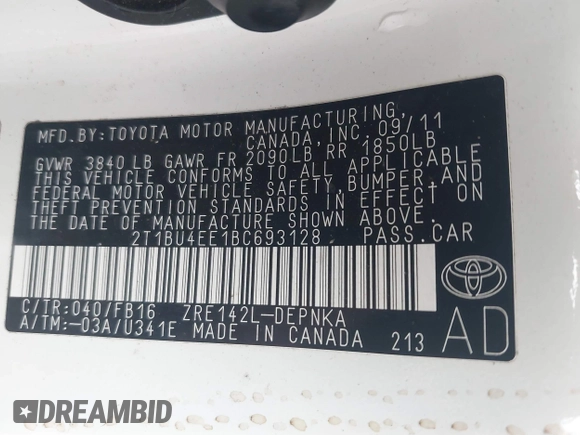 MFD.BY:TOYOTA MOTOR MANUFACTURING,
CANADA,INC.09/11
GVWR 3840 LB GAWR FR 2090LB RR 1850LB
THIS VEHICLE CONFORMS TO ALL APPLICABLE
FEDERAL MOTOR VEHICLE SAFETY,BUMPER,AND
THEFT PREVENTION STANDARDS IN EFFECT ON
THE DATE OF MANUFACTURE SHOWN ABOVE.
2T1BU4EE1BC693128 PASS.CAR
C/TR:040/FB16 ZRE142L-DEPNKA
A/TM:-03A/U341E MADE IN CANADA 213
AD
DREAMBID